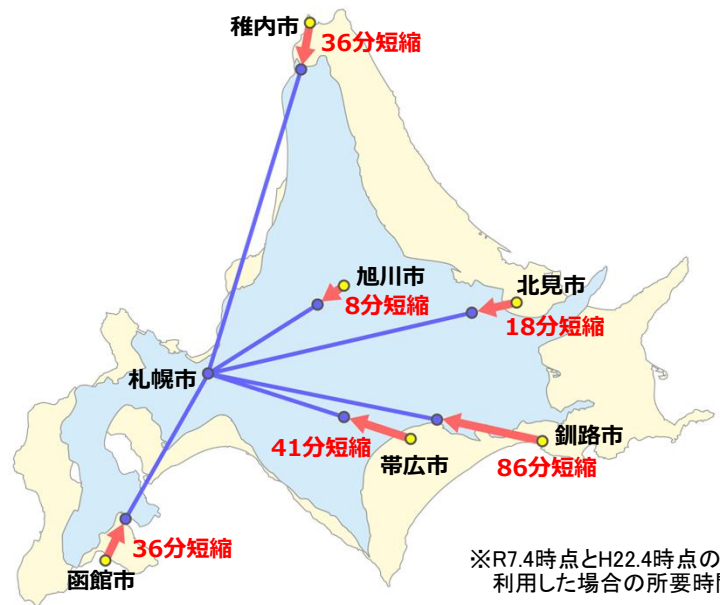 稚内市
36分短縮
旭川市
8分短縮
北見市
18分短縮
札幌市
41分短縮
帯広市
釧路市
86分短縮
36分短縮
函館市
※R7.4時点とH22.4時点の
利用した場合の所要時間